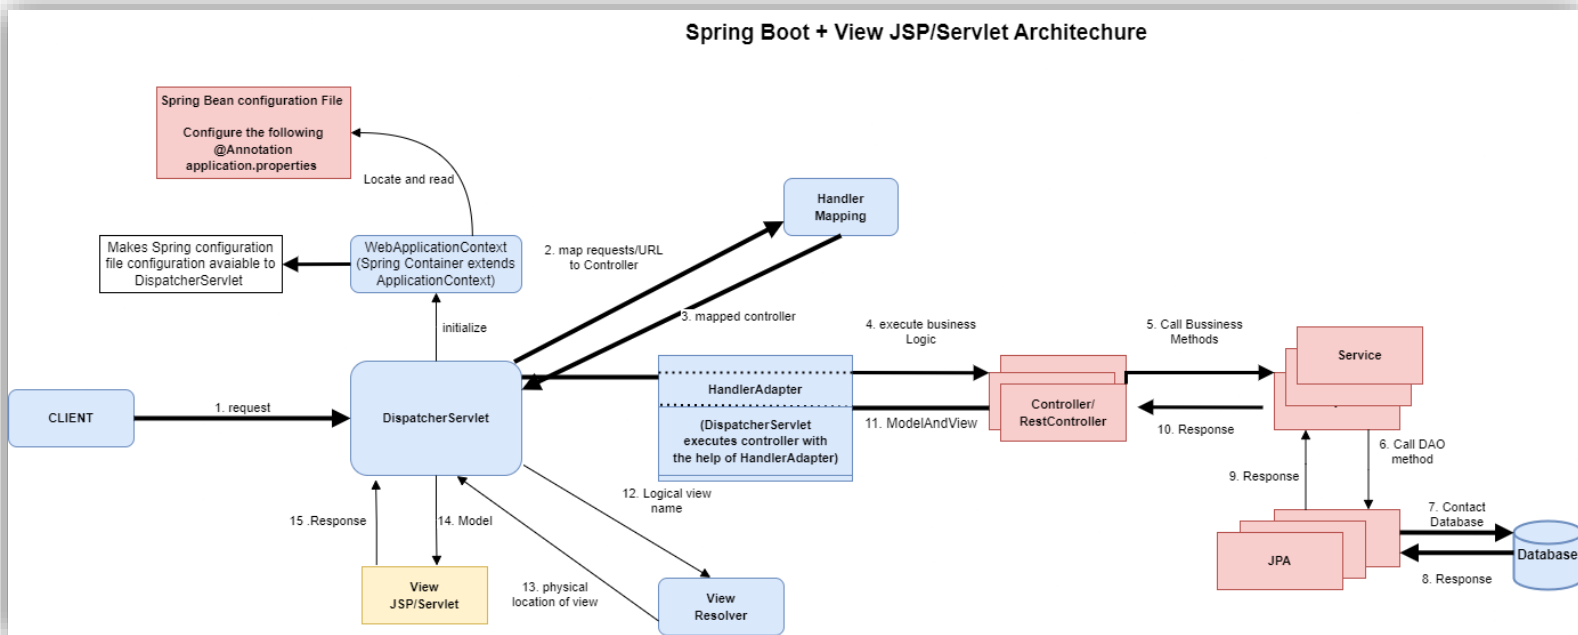 Spring Boot + View JSP/Servlet Architechure
Spring Bean configuration File
Configure the following
@Annotation
application.properties
Locate and read
Handler
Mapping
Makes Spring configuration
file configuration avaiable to
DispatcherServlet
WebApplicationContext
(Spring Container extends
ApplicationContext)
2. map requests/URL
to Controller
initialize
3. mapped controller
4. execute business
Logic
5. Call Bussiness
Methods
Service
CLIENT
1. request
DispatcherServlet
HandlerAdapter
(DispatcherServlet
executes controller with
the help of HandlerAdapter)
11. ModelAndView
Controller/
RestController
10. Response
6. Call DAO
method
9. Response
12. Logical view
name
15 .Response
14. Model
7. Contact
Database
JPA
Database
8. Response
View
JSP/Servlet
13. physical
location of view
View
Resolver